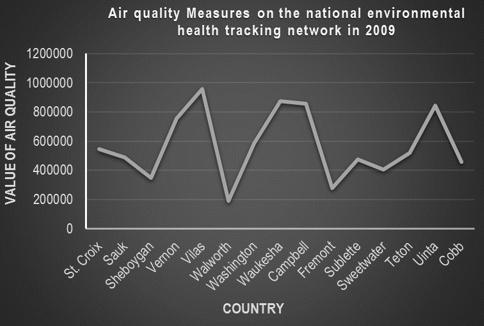 Air quality Measures on the national environmental
health tracking network in 2009
VALUE OF AIR QUALITY
1200000
1000000
800000
600000
400000
200000
0
St. Croix
Sauk
Sheboygan
Vernon
Vilas
Walworth
Washington
Waukesha
Campbell
Fremont
Sublette
Sweetwater
Teton
Uinta
Cobb
COUNTRY